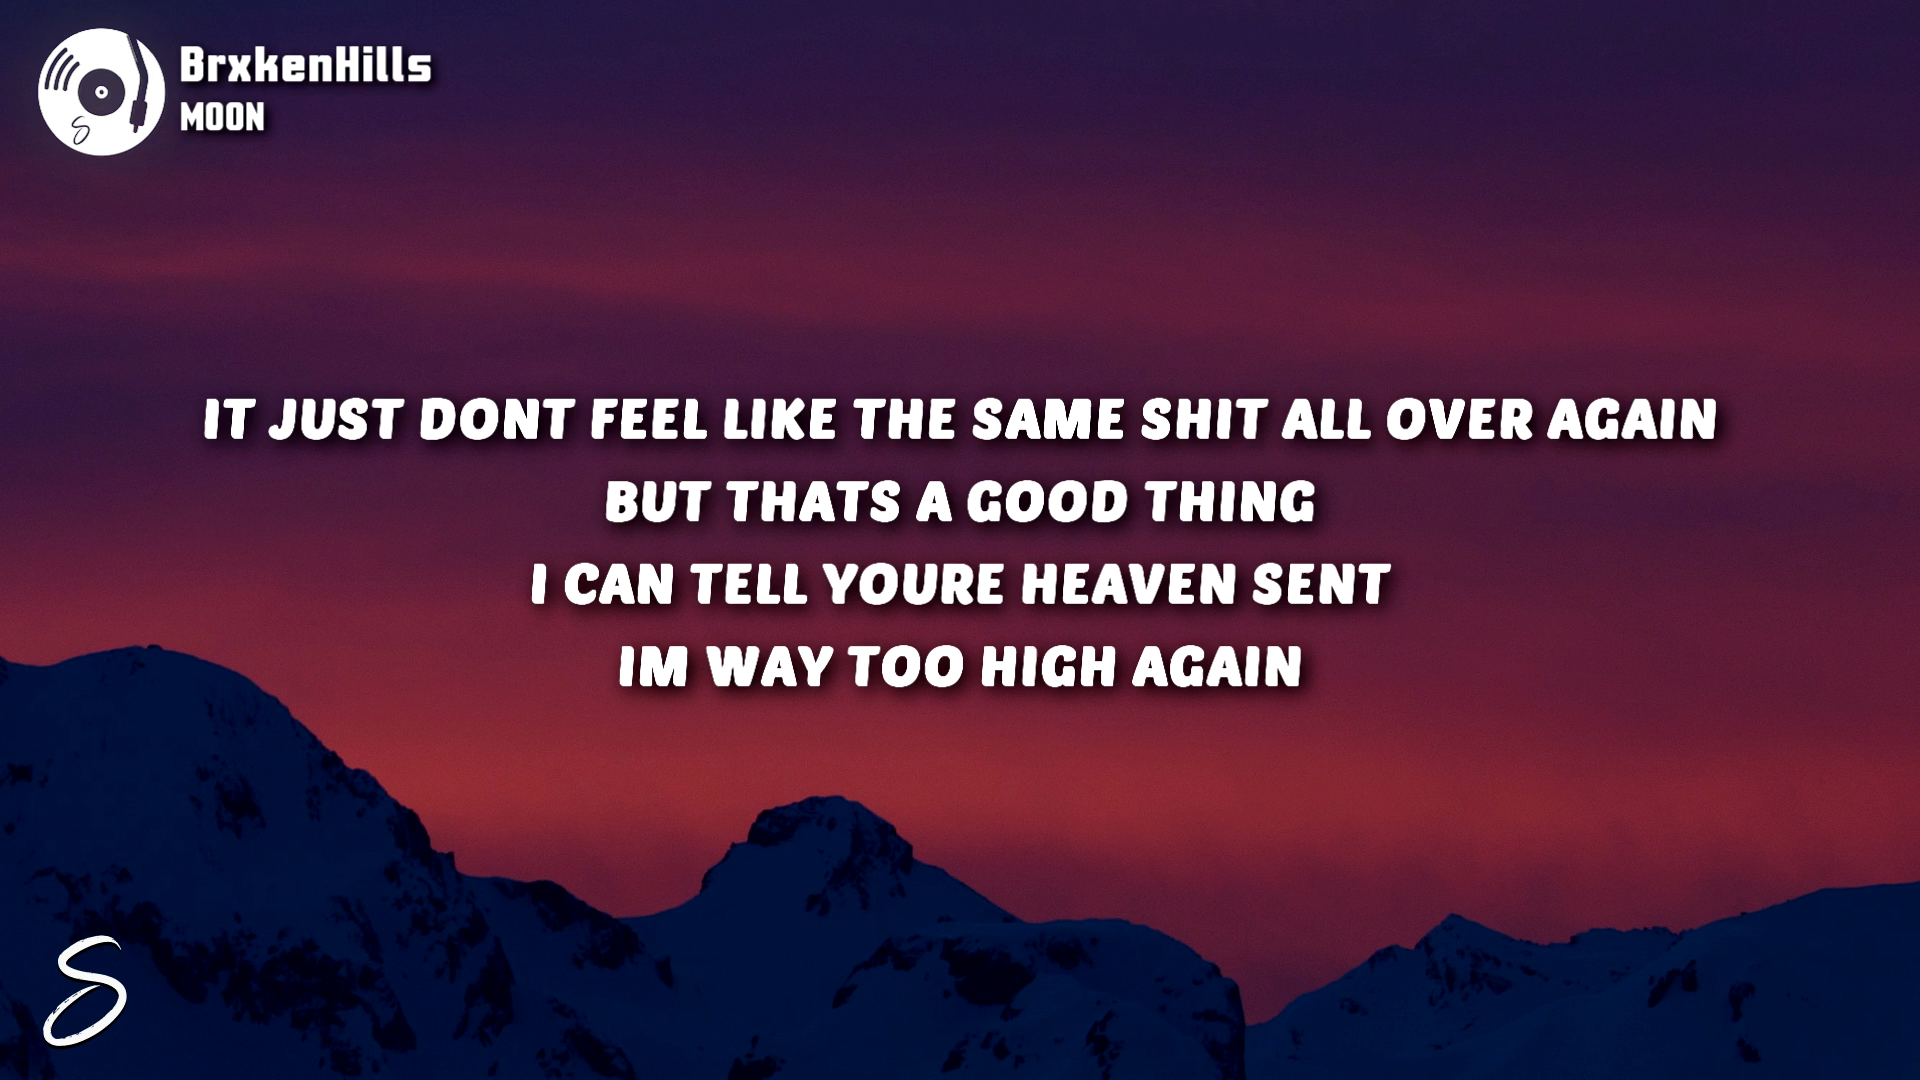 BrxkenHills
MOON
IT JUST DONT FEEL LIKE THE SAME SHIT ALL OVER AGAIN
BUT THATS A GOOD THING
I CAN TELL YOURE HEAVEN SENT
IM WAY TOO HIGH AGAIN
S